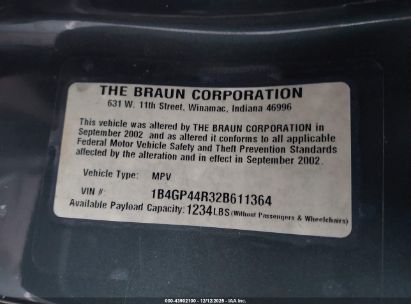 THE BRAUN CORPORATION
631 W. 11th Street, Winamac, Indiana 46996
This vehicle was altered by THE BRAUN CORPORATION in
September 2002 and as altered it conforms to all applicable
Federal Motor Vehicle Safety and Theft Prevention Standards
affected by the alteration and in effect in September 2002.
Vehicle Type: MPV
VIN #: 1B4GP44R32B611364
Available Payload Capacity: 1234LBS (Without Passengers & Wheelchairs)
000-43902100 - 12/12/2025 - IAA, Inc.